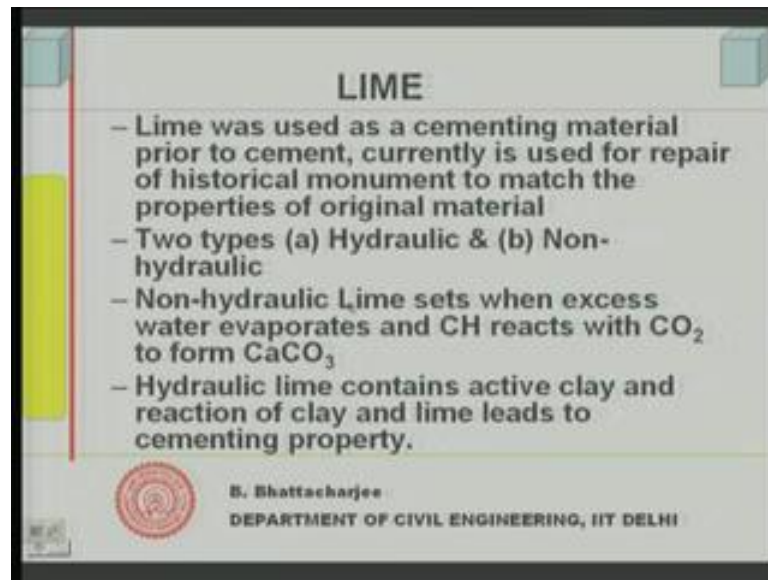 LIME
– Lime was used as a cementing material
prior to cement, currently is used for repair
of historical monument to match the
properties of original material
– Two types (a) Hydraulic & (b) Non-
hydraulic
– Non-hydraulic Lime sets when excess
water evaporates and CH reacts with CO₂
to form CaCO₃
– Hydraulic lime contains active clay and
reaction of clay and lime leads to
cementing property.
B. Bhattacharjee
DEPARTMENT OF CIVIL ENGINEERING, IIT DELHI